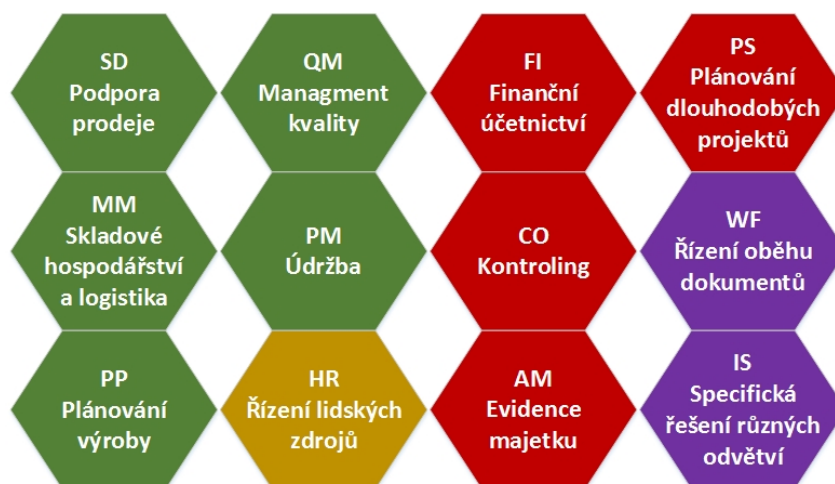 SD
Podpora
prodeje
QM
Managment
kvality
FI
Finanční
účetnictví
PS
Plánování
dlouhodobých
projektů
MM
Skladové
hospodářství
a logistika
PM
Údržba
CO
Kontroling
WF
Řízení oběhu
dokumentů
PP
Plánování
výroby
HR
Řízení lidských
zdrojů
AM
Evidence
majetku
IS
Specifická
řešení různých
odvětví